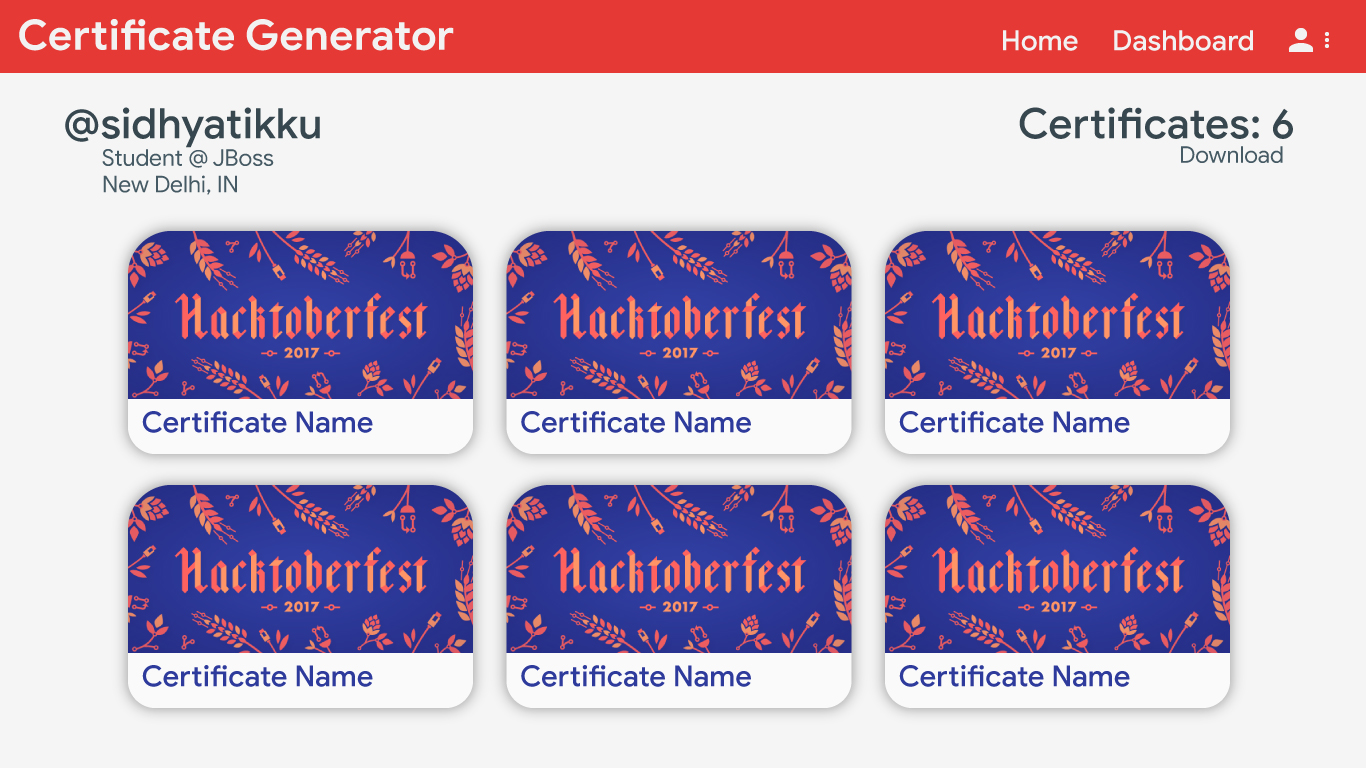 Certificate Generator
Home Dashboard
@sidhyatikku
Student @ JBoss
New Delhi, IN
Certificates: 6
Download
Hacktoberfest
2017
Certificate Name
Hacktoberfest
2017
Certificate Name
Hacktoberfest
2017
Certificate Name
Hacktoberfest
2017
Certificate Name
Hacktoberfest
2017
Certificate Name
Hacktoberfest
2017
Certificate Name